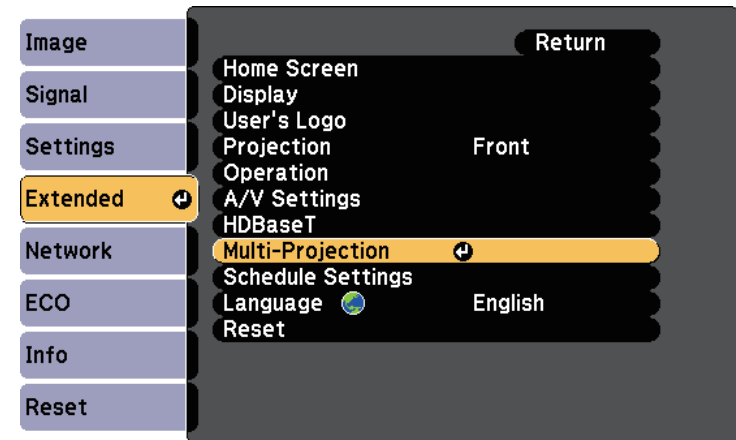 Image
Signal
Settings
Extended
Network
ECO
Info
Reset
Return
Home Screen
Display
User's Logo
Projection Front
Operation
A/V Settings
HDBaseT
Multi-Projection
Schedule Settings
Language English
Reset